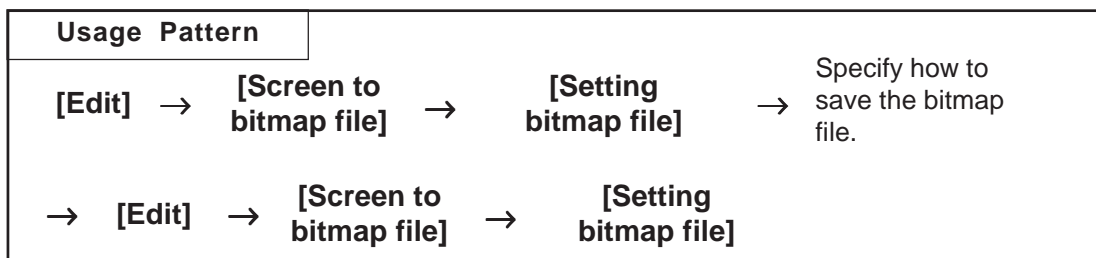 Usage Pattern
[Edit] → [Screen to bitmap file] → [Setting bitmap file] → Specify how to save the bitmap file.
→ [Edit] → [Screen to bitmap file] → [Setting bitmap file]